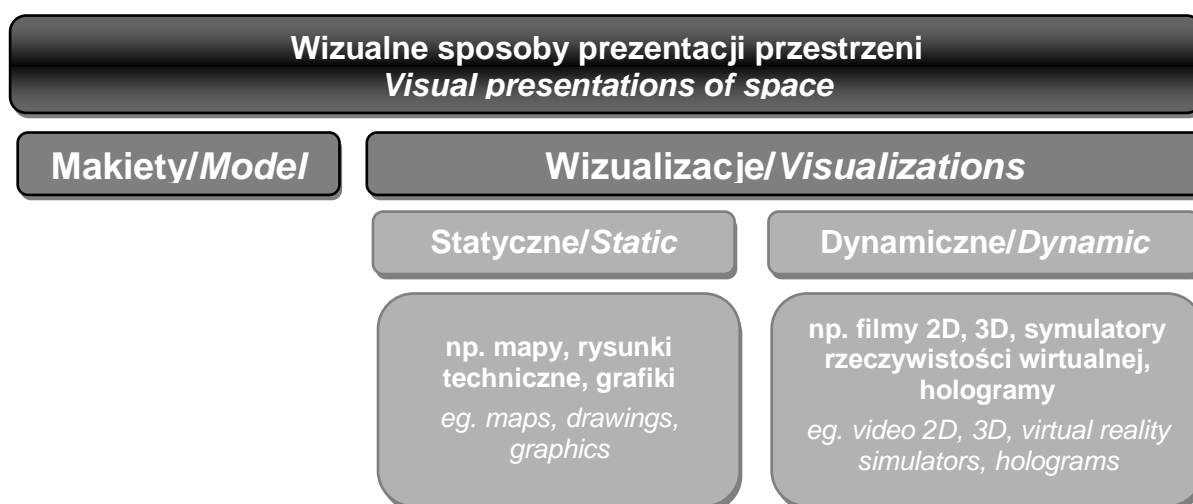 Wizualne sposoby prezentacji przestrzeni
Visual presentations of space
Makiety/Model
Wizualizacje/Visualizations
Statyczne/Static
Dynamiczne/Dynamic
np. mapy, rysunki
techniczne, grafiki
eg. maps, drawings,
graphics
np. filmy 2D, 3D, symulatory
rzeczywistości wirtualnej,
hologramy
eg. video 2D, 3D, virtual reality
simulators, holograms